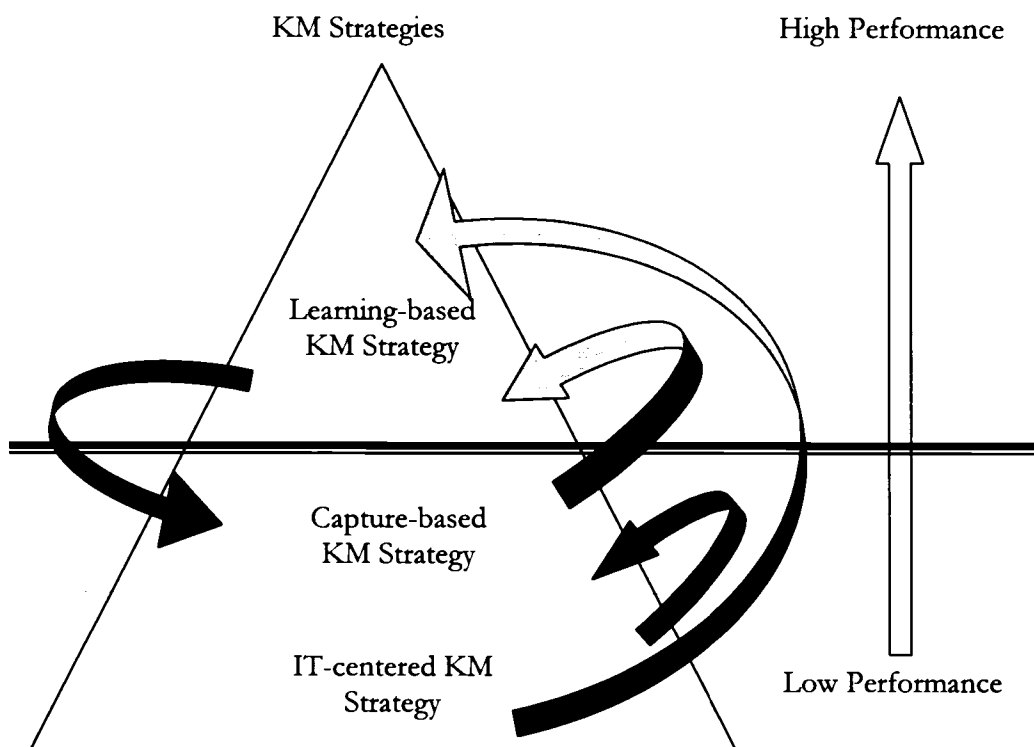 KM Strategies
High Performance
Learning-based
KM Strategy
Capture-based
KM Strategy
IT-centered KM
Strategy
Low Performance